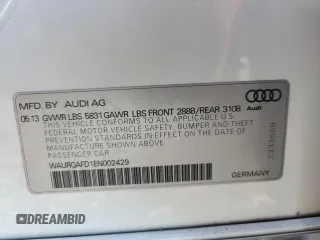 MFD. BY AUDI AG
05.13 GVWR LBS 5831 GAWR LBS FRONT 2888/REAR 3108
THIS VEHICLE CONFORMS TO ALL APPLICABLE U.S.
FEDERAL MOTOR VEHICLE SAFETY, BUMPER, AND THEFT
PREVENTION STANDARDS IN EFFECT ON THE DATE
OF MANUFACTURE SHOWN ABOVE.
PASSENGER CAR
WAURGAFD1EN002429
GERMANY
Audi
DREAMBID